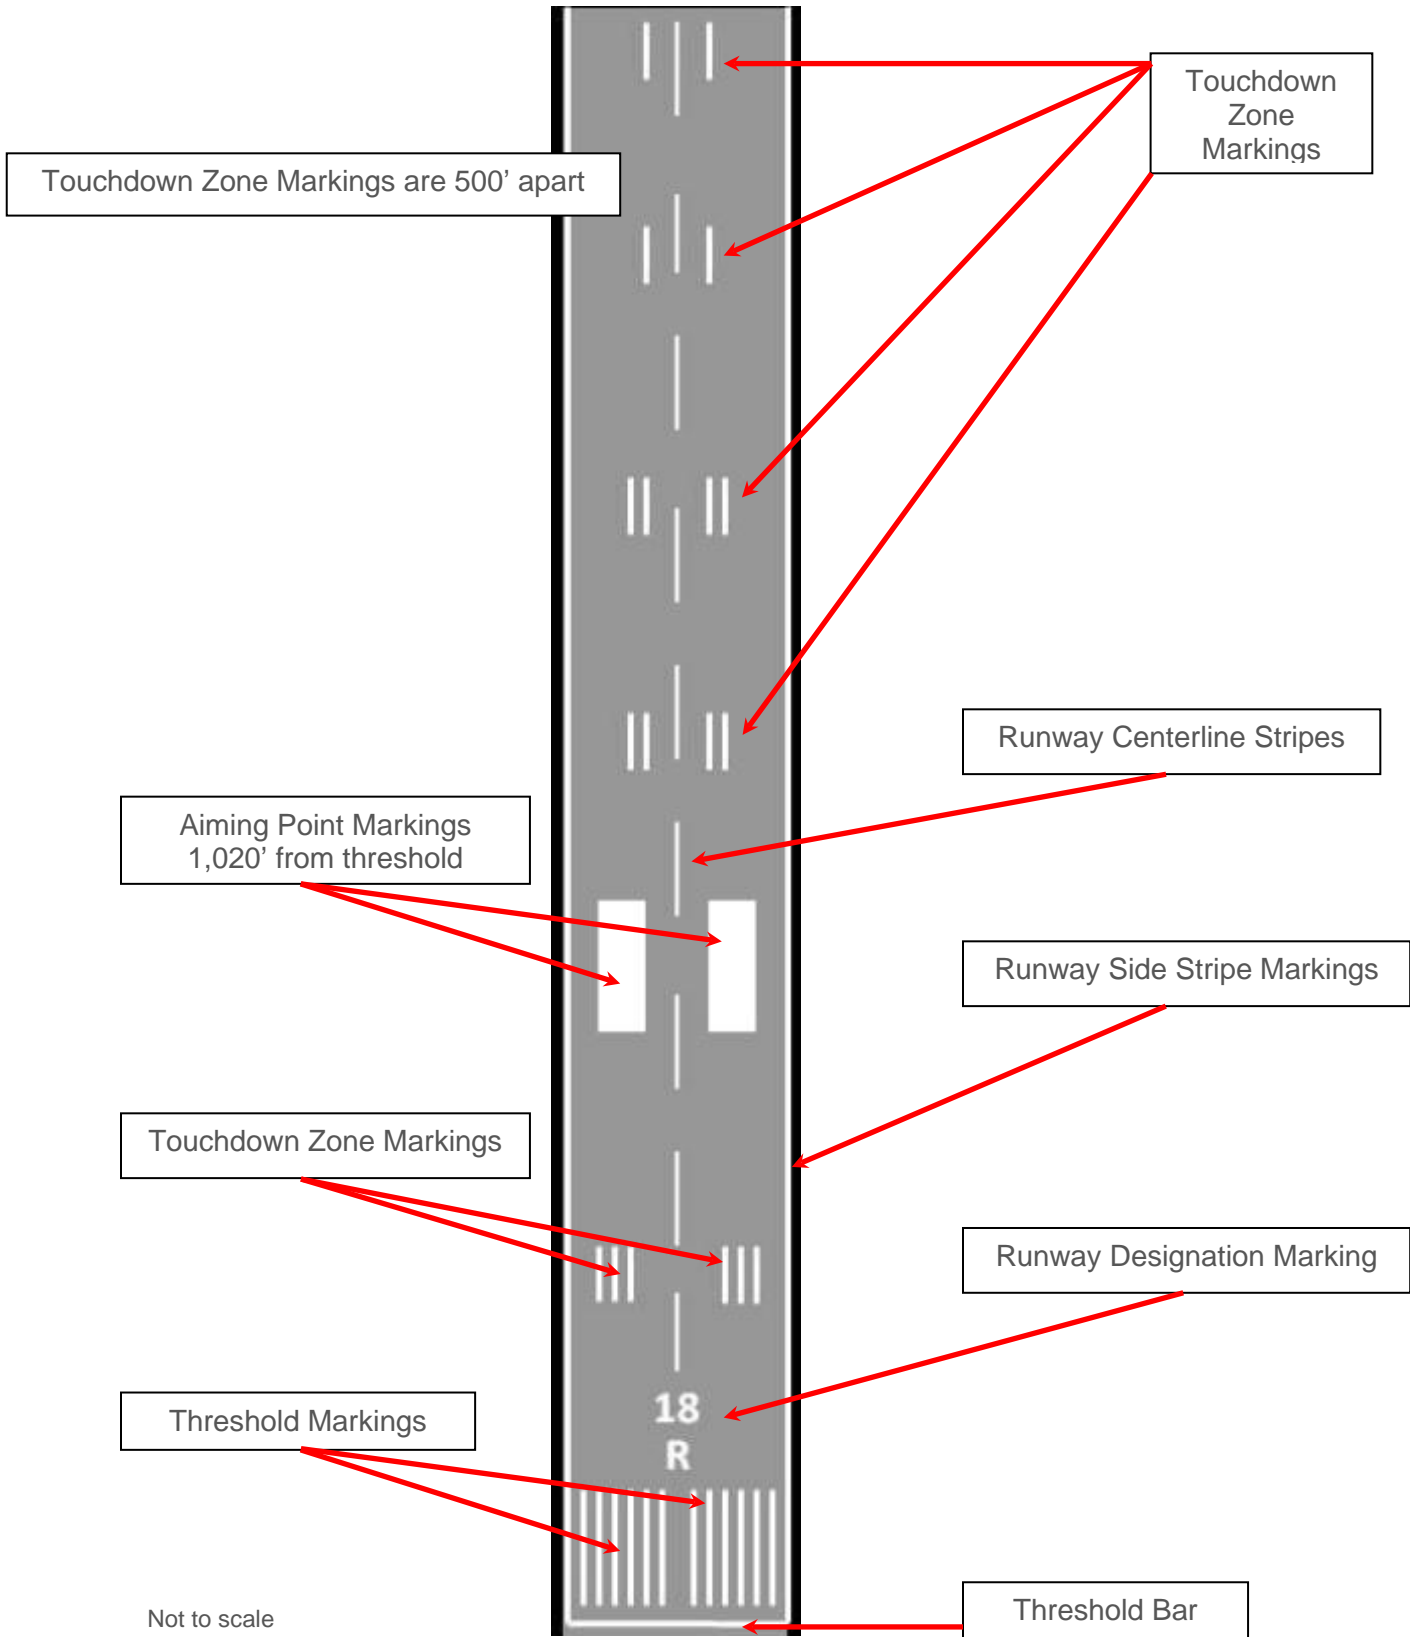 Touchdown
Zone
Markings
Touchdown Zone Markings are 500’ apart
Runway Centerline Stripes
Aiming Point Markings
1,020’ from threshold
Runway Side Stripe Markings
Touchdown Zone Markings
Runway Designation Marking
18
R
Threshold Markings
Threshold Bar
Not to scale